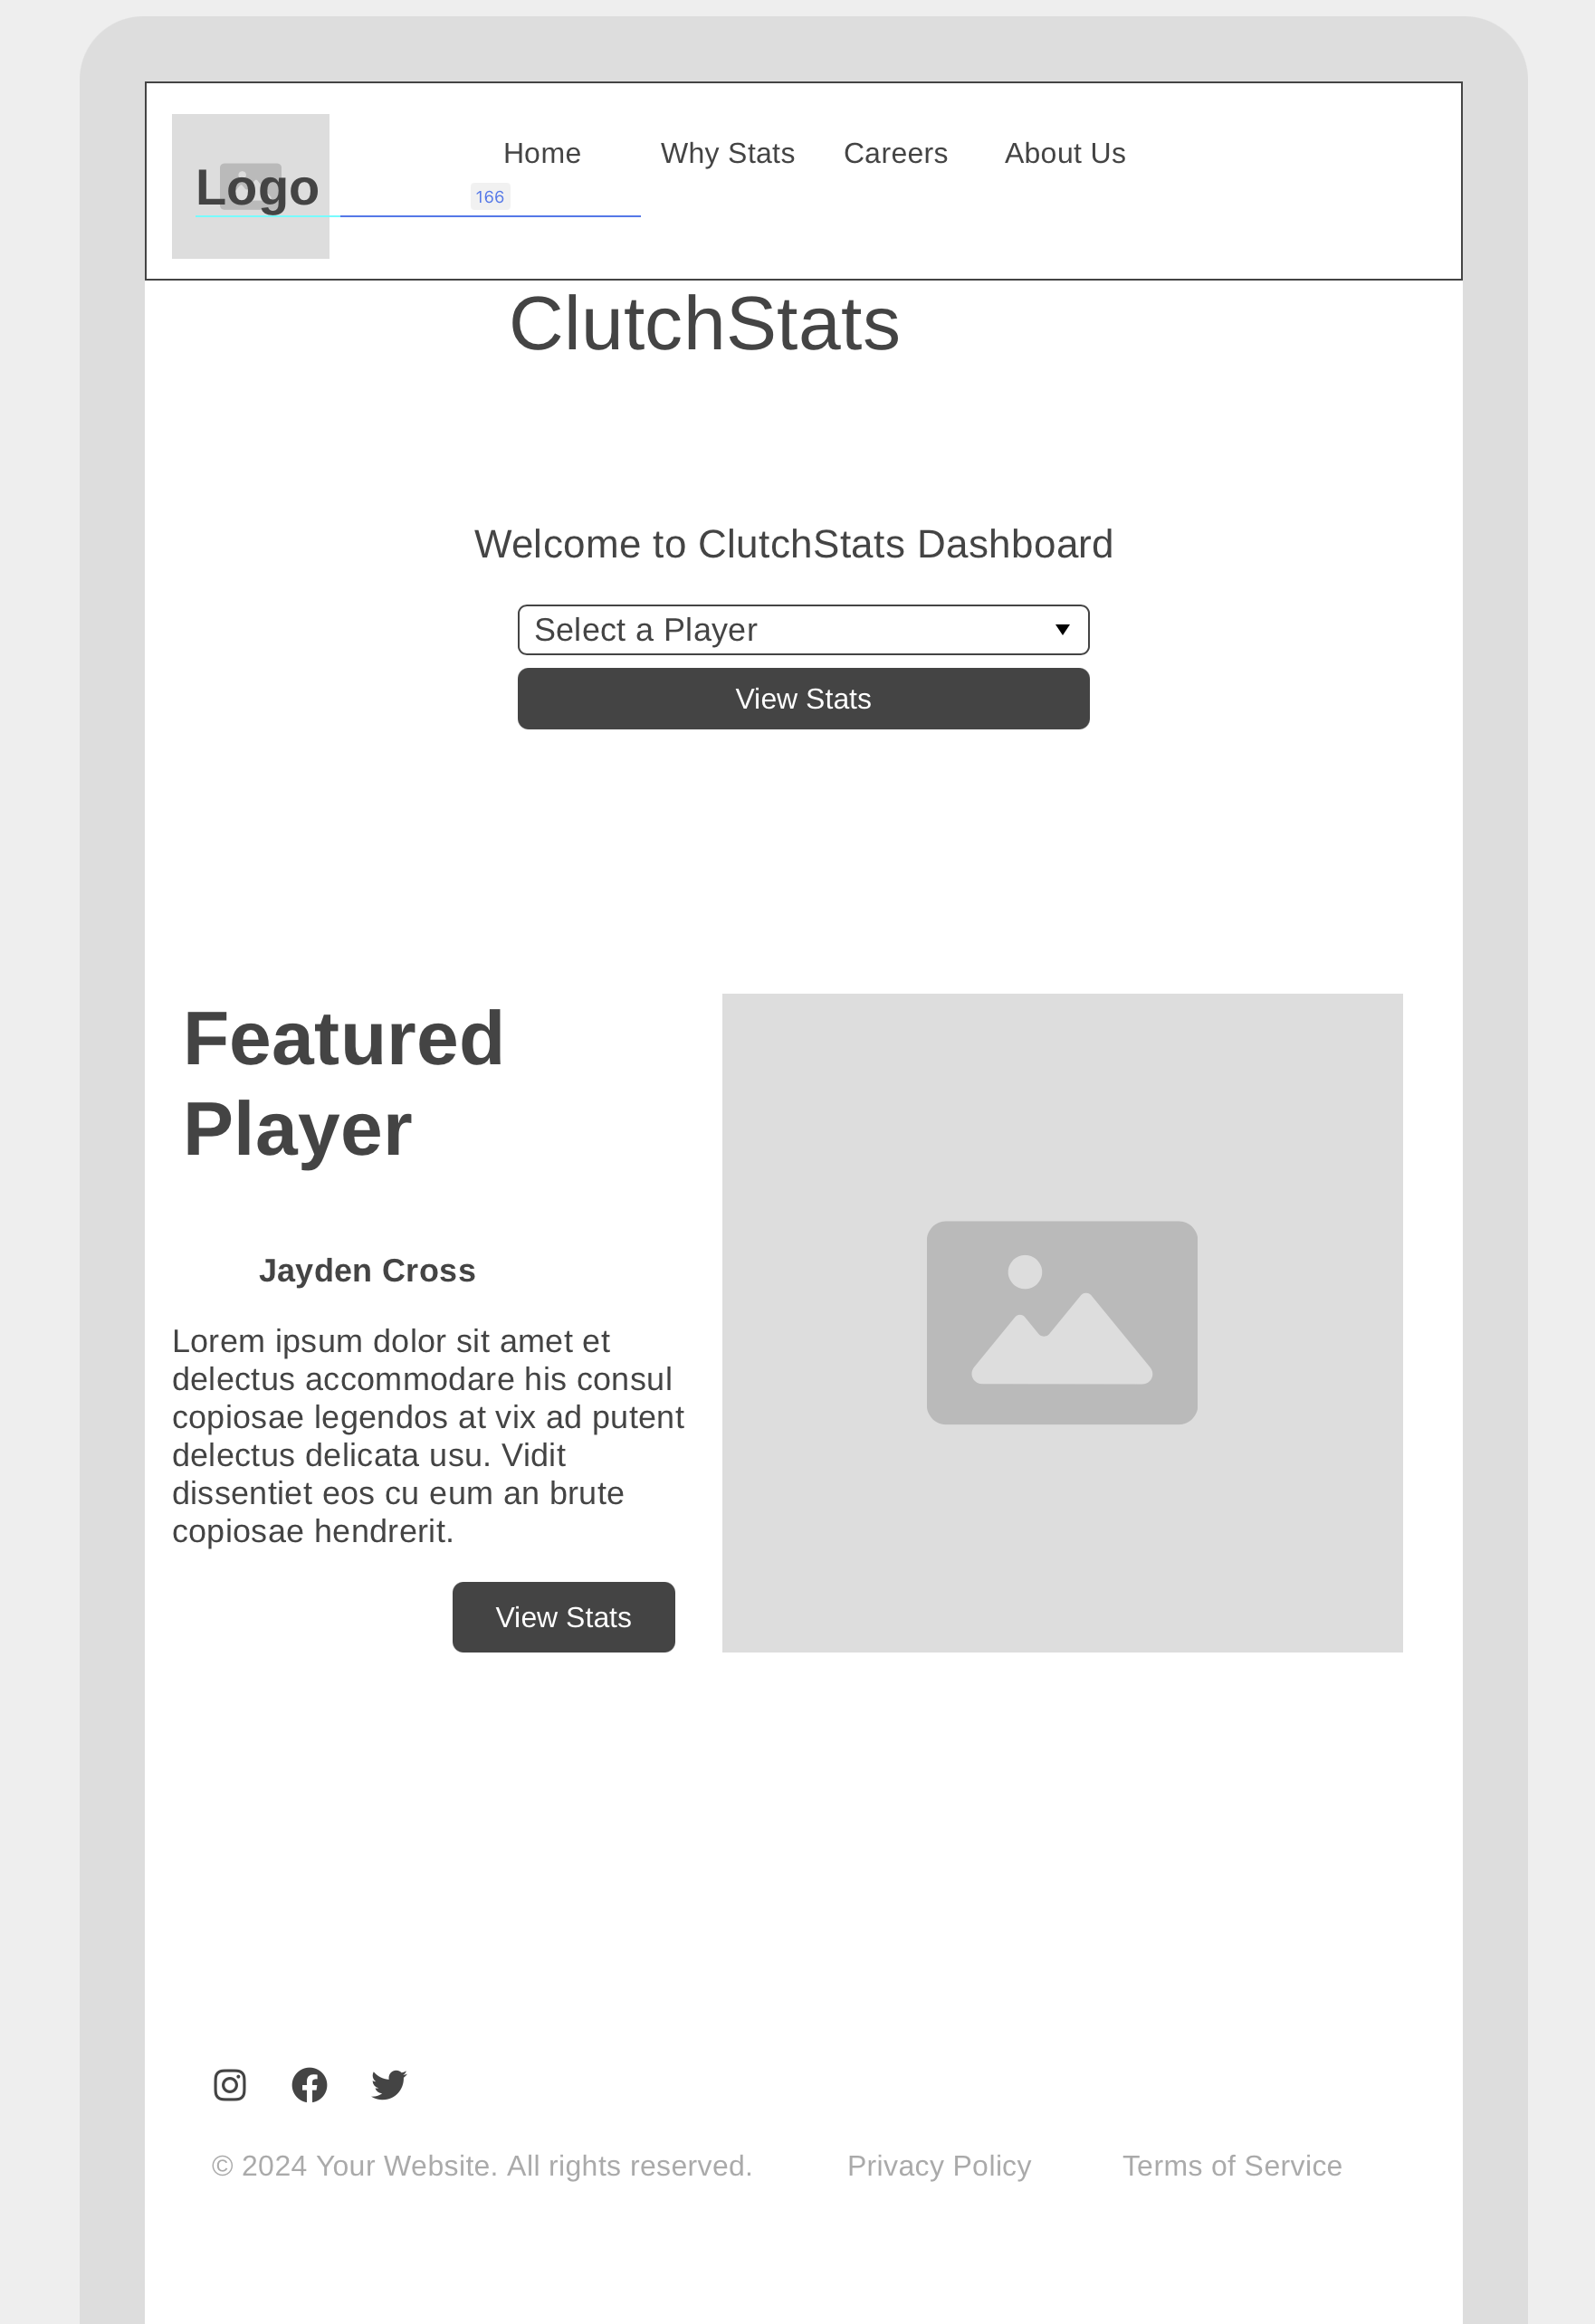 Logo
Home
Why Stats
Careers
About Us
166
ClutchStats
Welcome to ClutchStats Dashboard
Select a Player
View Stats
Featured
Player
Jayden Cross
Lorem ipsum dolor sit amet et
delectus accommodare his consul
copiosae legendos at vix ad putent
delectus delicata usu. Vidit
dissentiet eos cu eum an brute
copiosae hendrerit.
View Stats
© 2024 Your Website. All rights reserved.
Privacy Policy
Terms of Service